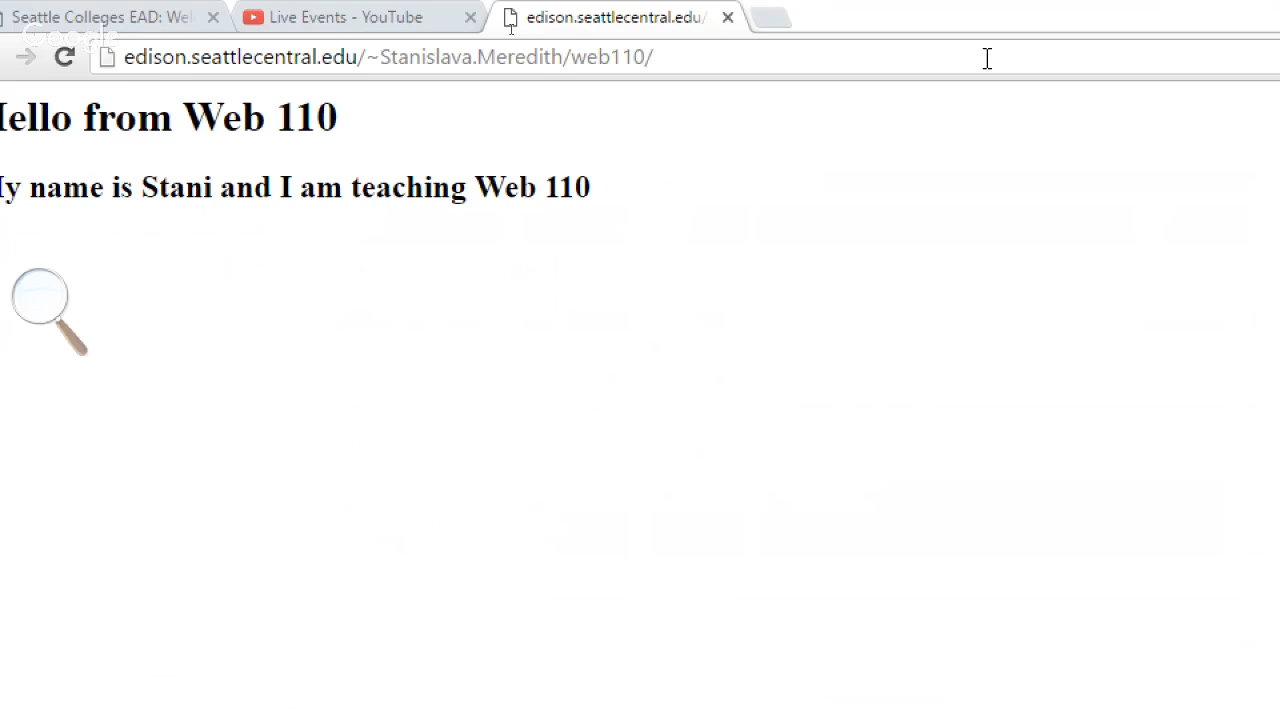 Seattle Colleges EAD: We
Live Events - YouTube
edison.seattlecentral.edu/
Google
edison.seattlecentral.edu/~Stanislava.Meredith/web110/
ello from Web 110
y name is Stani and I am teaching Web 110